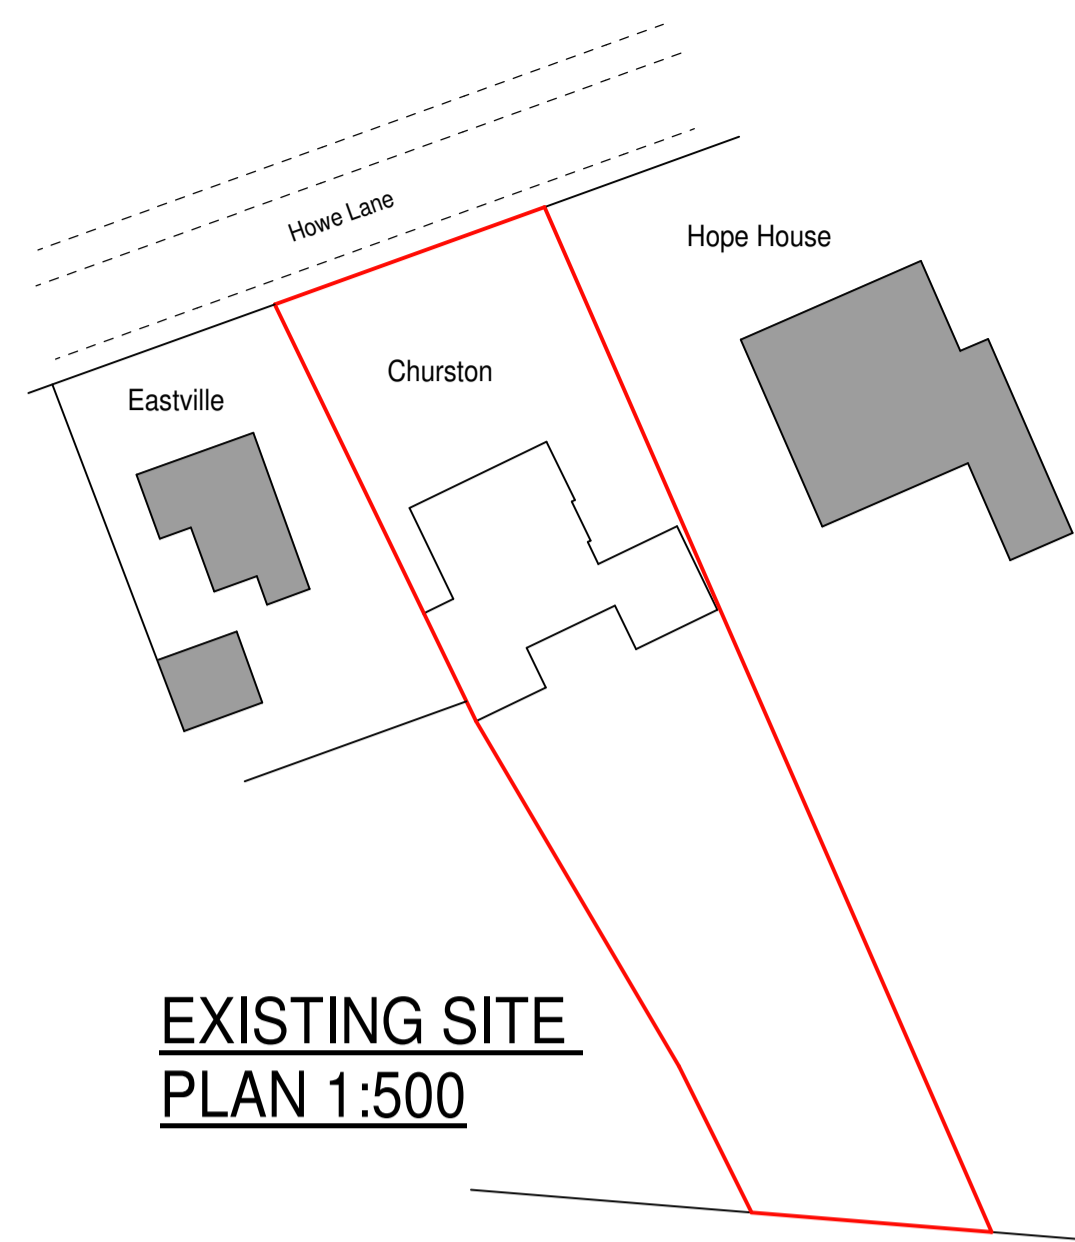 Howe Lane
Hope House
Churston
Eastville
EXISTING SITE
PLAN 1:500